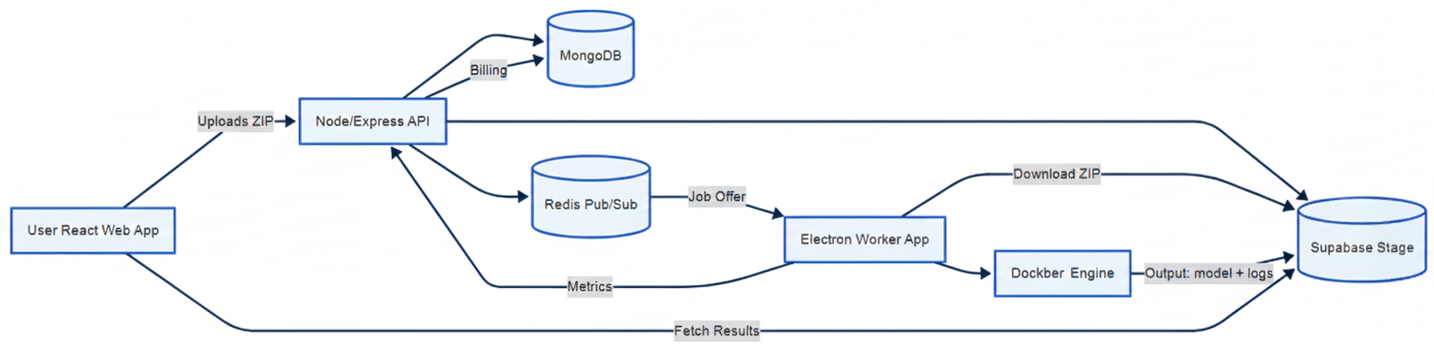 MongoDB
Billing
Uploads ZIP
Node/Express API
Download ZIP
Redis Pub/Sub
Job Offer
User React Web App
Electron Worker App
Supabase Stage
Dockber Engine
Output: model + logs
Metrics
Fetch Results